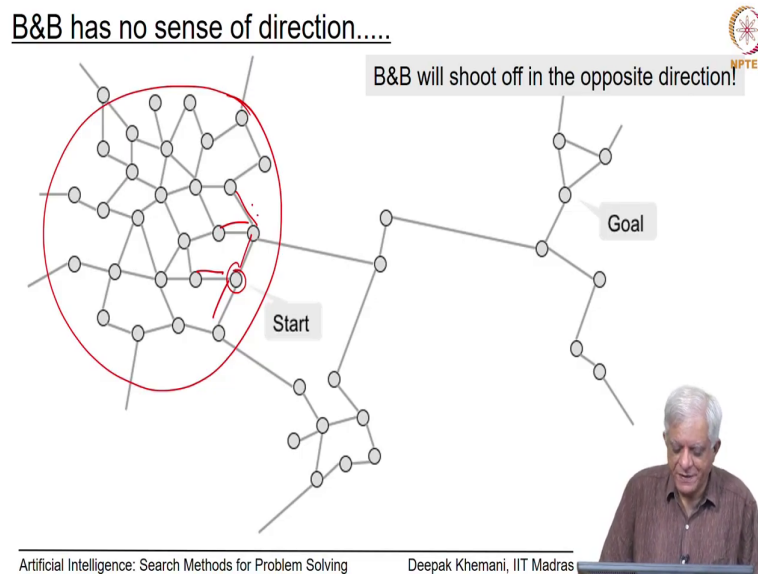 B&B has no sense of direction.....
B&B will shoot off in the opposite direction!
NPTE
Goal
Start
Artificial Intelligence: Search Methods for Problem Solving
Deepak Khemani, IIT Madras